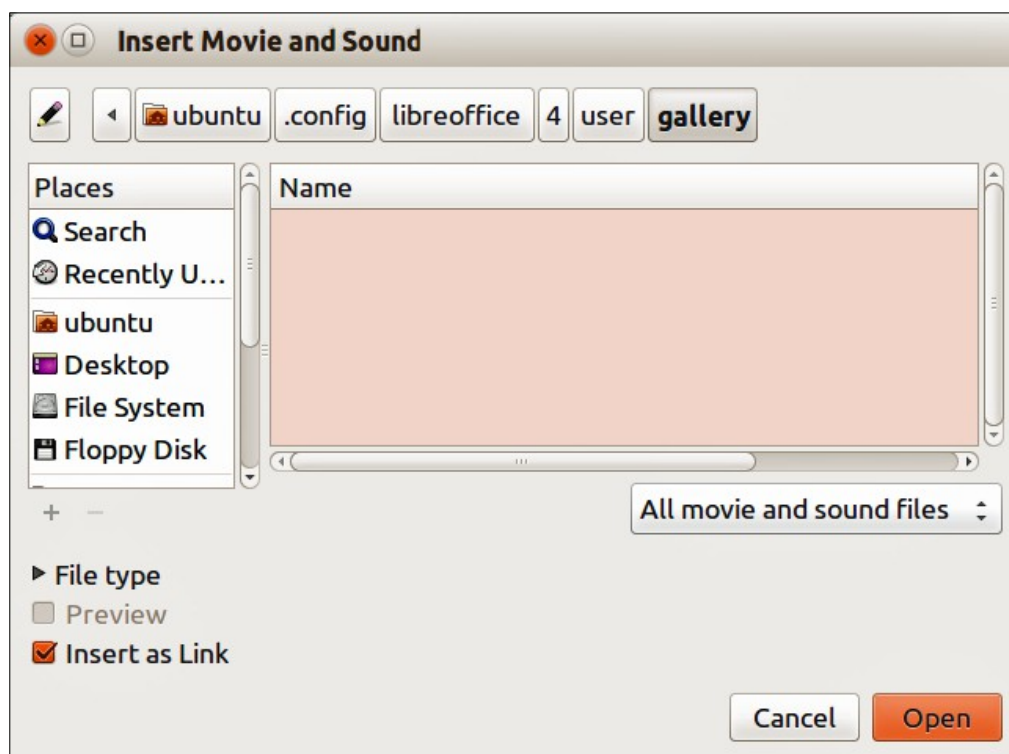 Insert Movie and Sound
ubuntu .config libreoffice 4 user gallery
Places
Name
Search
Recently U...
ubuntu
Desktop
File System
Floppy Disk
All movie and sound files
File type
Preview
Insert as Link
Cancel Open